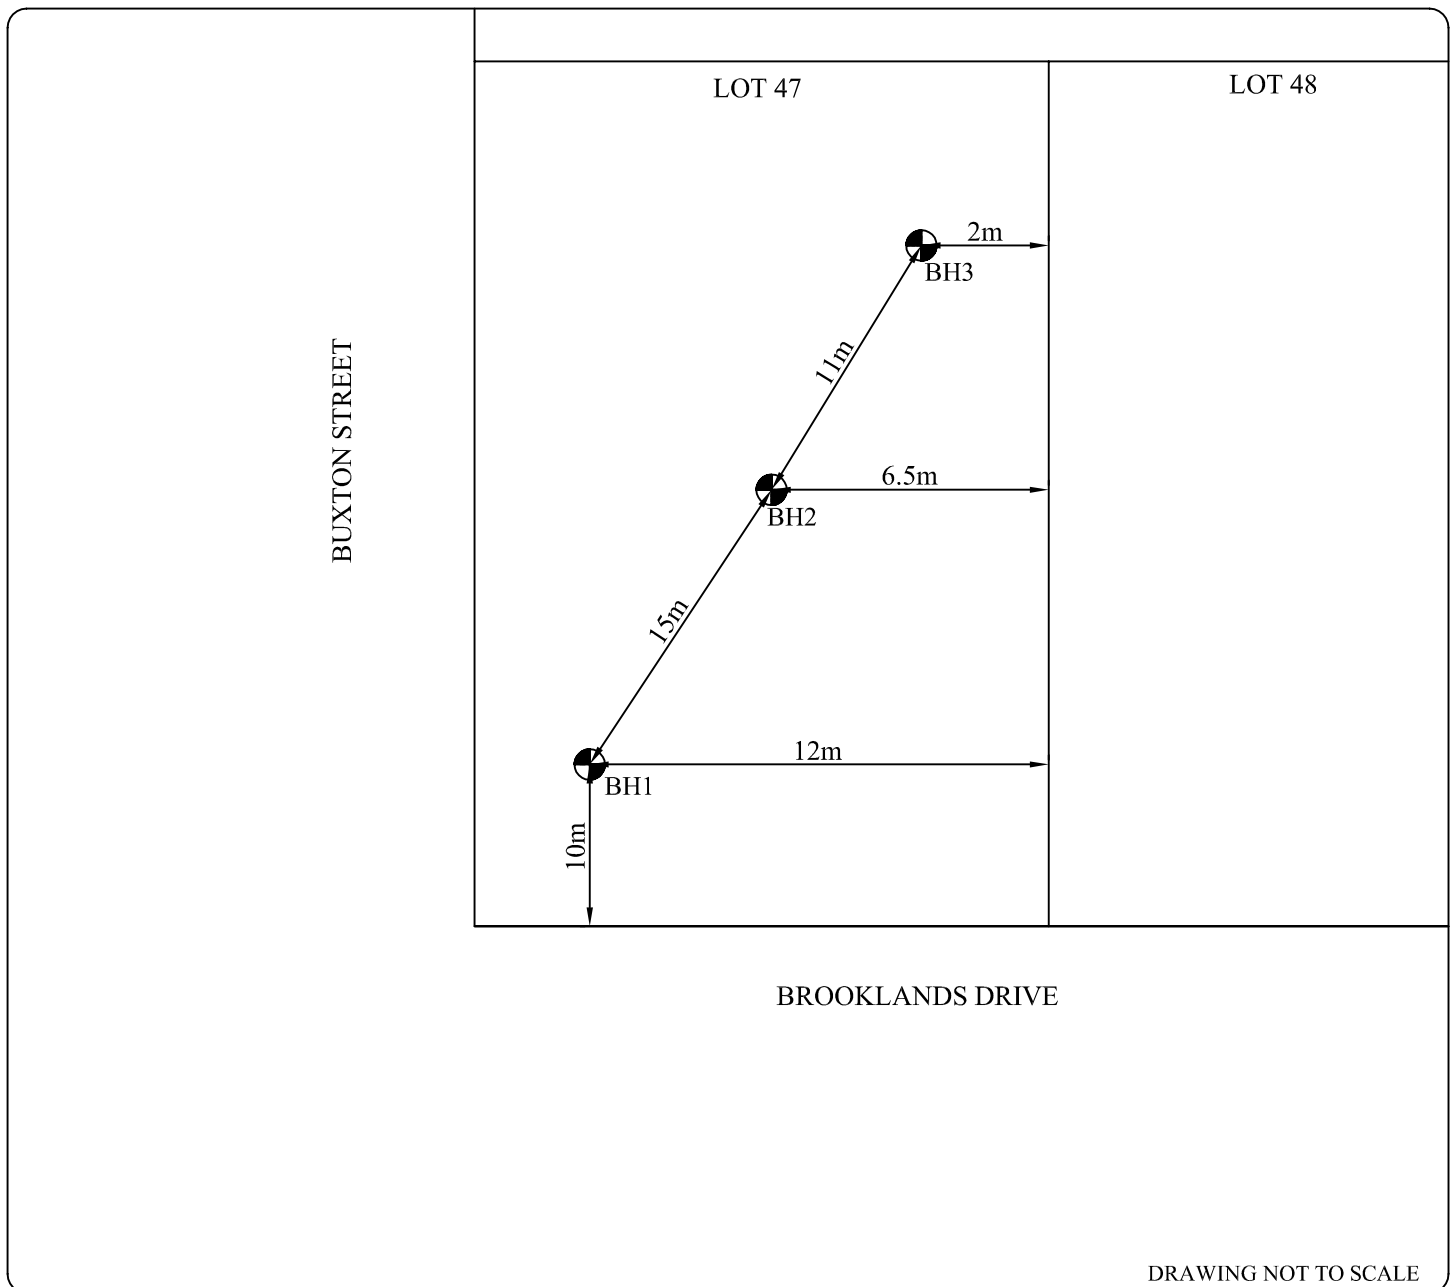 LOT 47
LOT 48
2m
BH3
11m
BUXTON STREET
6.5m
BH2
15m
12m
BH1
10m
BROOKLANDS DRIVE
DRAWING NOT TO SCALE